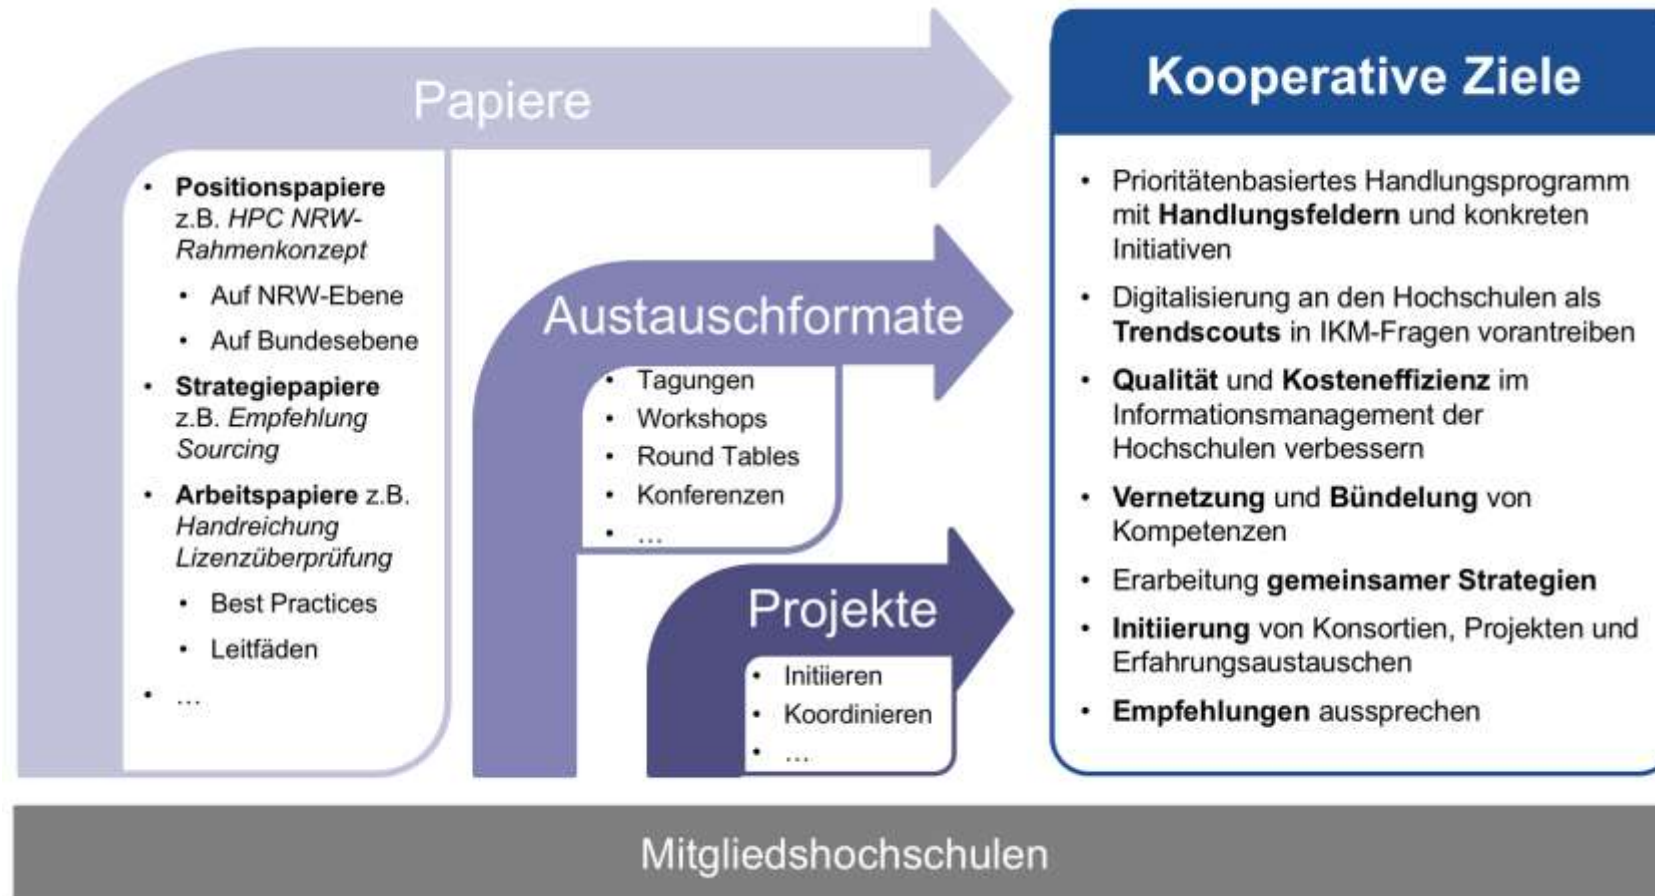 Papiere
• Positionspapiere
z.B. HPC NRW-
Rahmenkonzept
• Auf NRW-Ebene
• Auf Bundesebene
• Strategiepapiere
z.B. Empfehlung
Sourcing
• Arbeitspapiere z.B.
Handreichung
Lizenzüberprüfung
• Best Practices
• Leitfäden
• …
Austauschformate
• Tagungen
• Workshops
• Round Tables
• Konferenzen
• …
Projekte
• Initiieren
• Koordinieren
• …
Kooperative Ziele
• Prioritätenbasiertes Handlungsprogramm
mit Handlungsfeldern und konkreten
Initiativen
• Digitalisierung an den Hochschulen als
Trendscouts in IKM-Fragen vorantreiben
• Qualität und Kosteneffizienz im
Informationsmanagement der
Hochschulen verbessern
• Vernetzung und Bündelung von
Kompetenzen
• Erarbeitung gemeinsamer Strategien
• Initiierung von Konsortien, Projekten und
Erfahrungsaustauschen
• Empfehlungen aussprechen
Mitgliedshochschulen